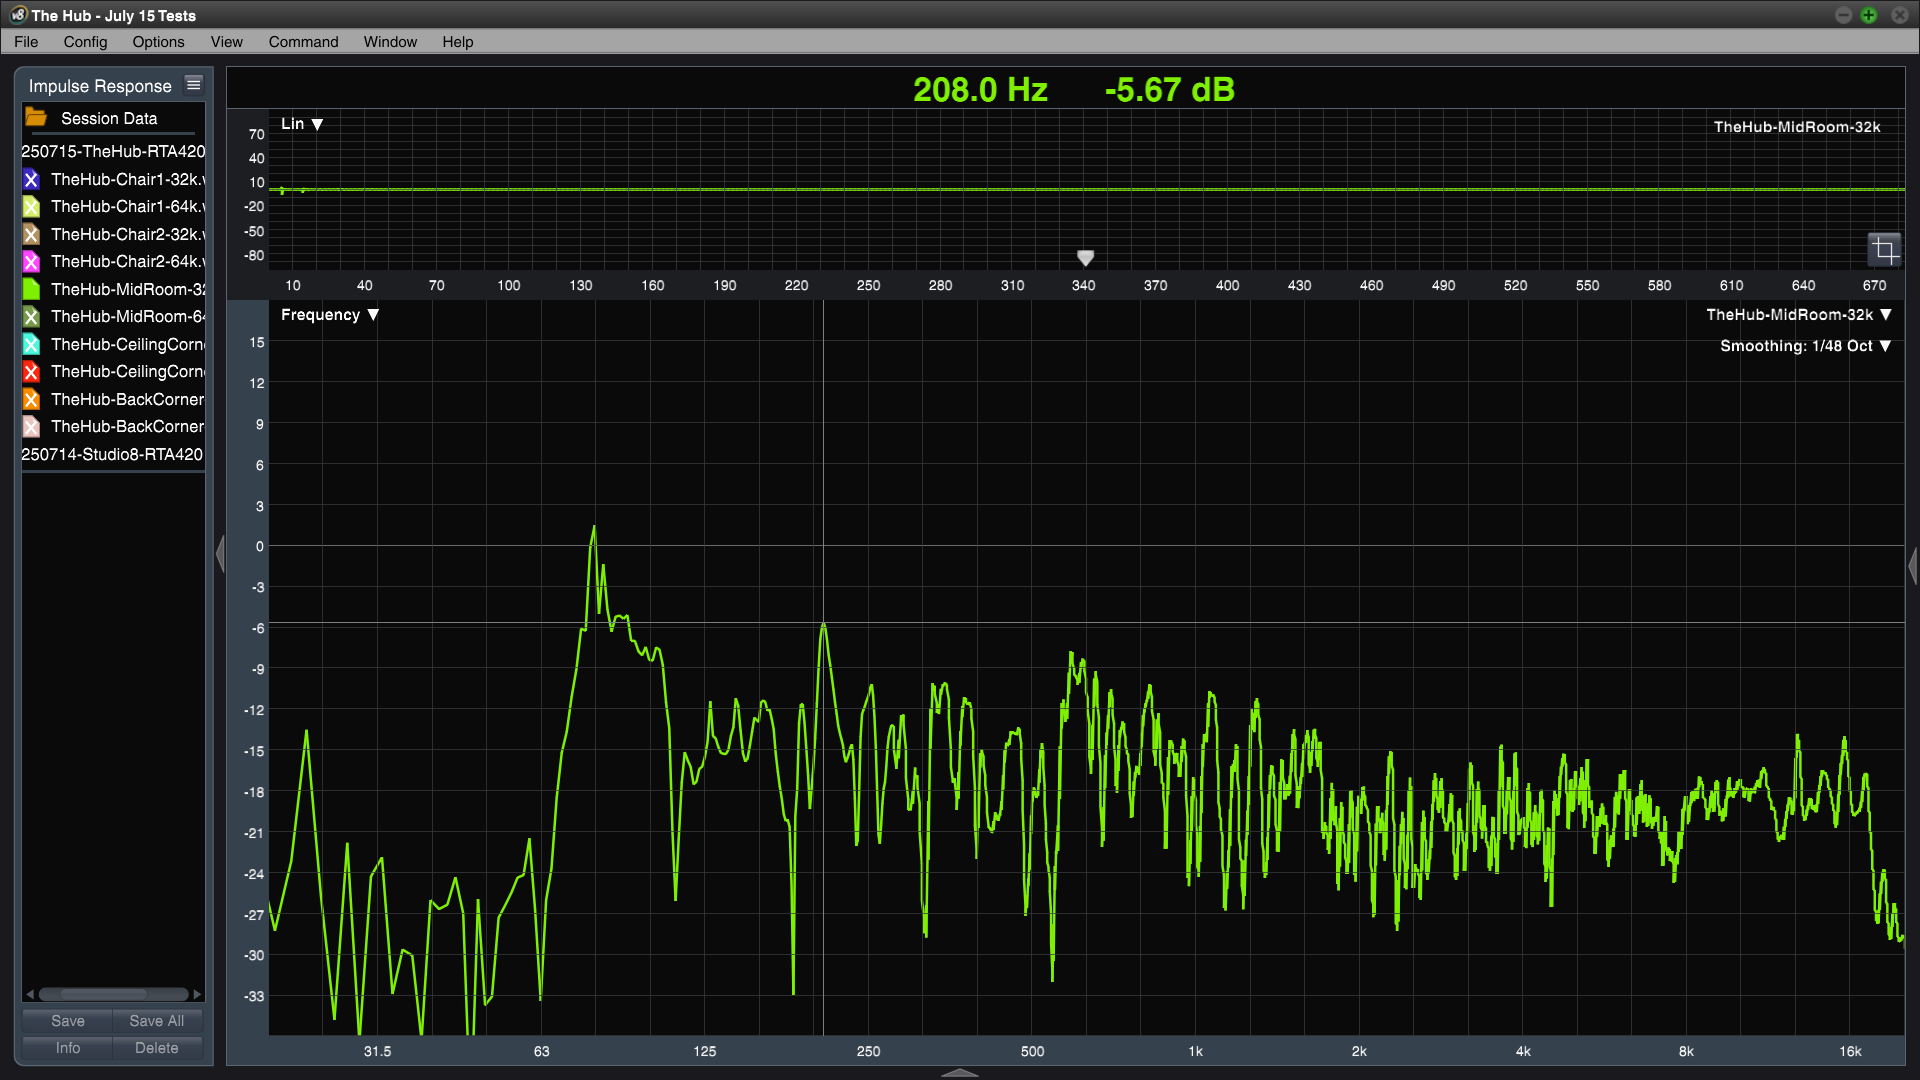 The Hub - July 15 Tests
File Config Options View Command Window Help
Impulse Response
Session Data
250715-TheHub-RTA420
TheHub-Chair1-32k.
TheHub-Chair1-64k.
TheHub-Chair2-32k.
TheHub-Chair2-64k.
TheHub-MidRoom-32
TheHub-MidRoom-64
TheHub-CeilingCorn
TheHub-CeilingCorn
TheHub-BackCorner
TheHub-BackCorner
250714-Studio8-RTA420
Save Save All
Info Delete
208.0 Hz -5.67 dB
Lin ▼
TheHub-MidRoom-32k
70
40
10
-20
-50
-80
10 40 70 100 130 160 190 220 250 280 310 340 370 400 430 460 490 520 550 580 610 640 670
Frequency ▼
TheHub-MidRoom-32k ▼
Smoothing: 1/48 Oct ▼
15
12
9
6
3
0
-3
-6
-9
-12
-15
-18
-21
-24
-27
-30
-33
31.5 63 125 250 500 1k 2k 4k 8k 16k